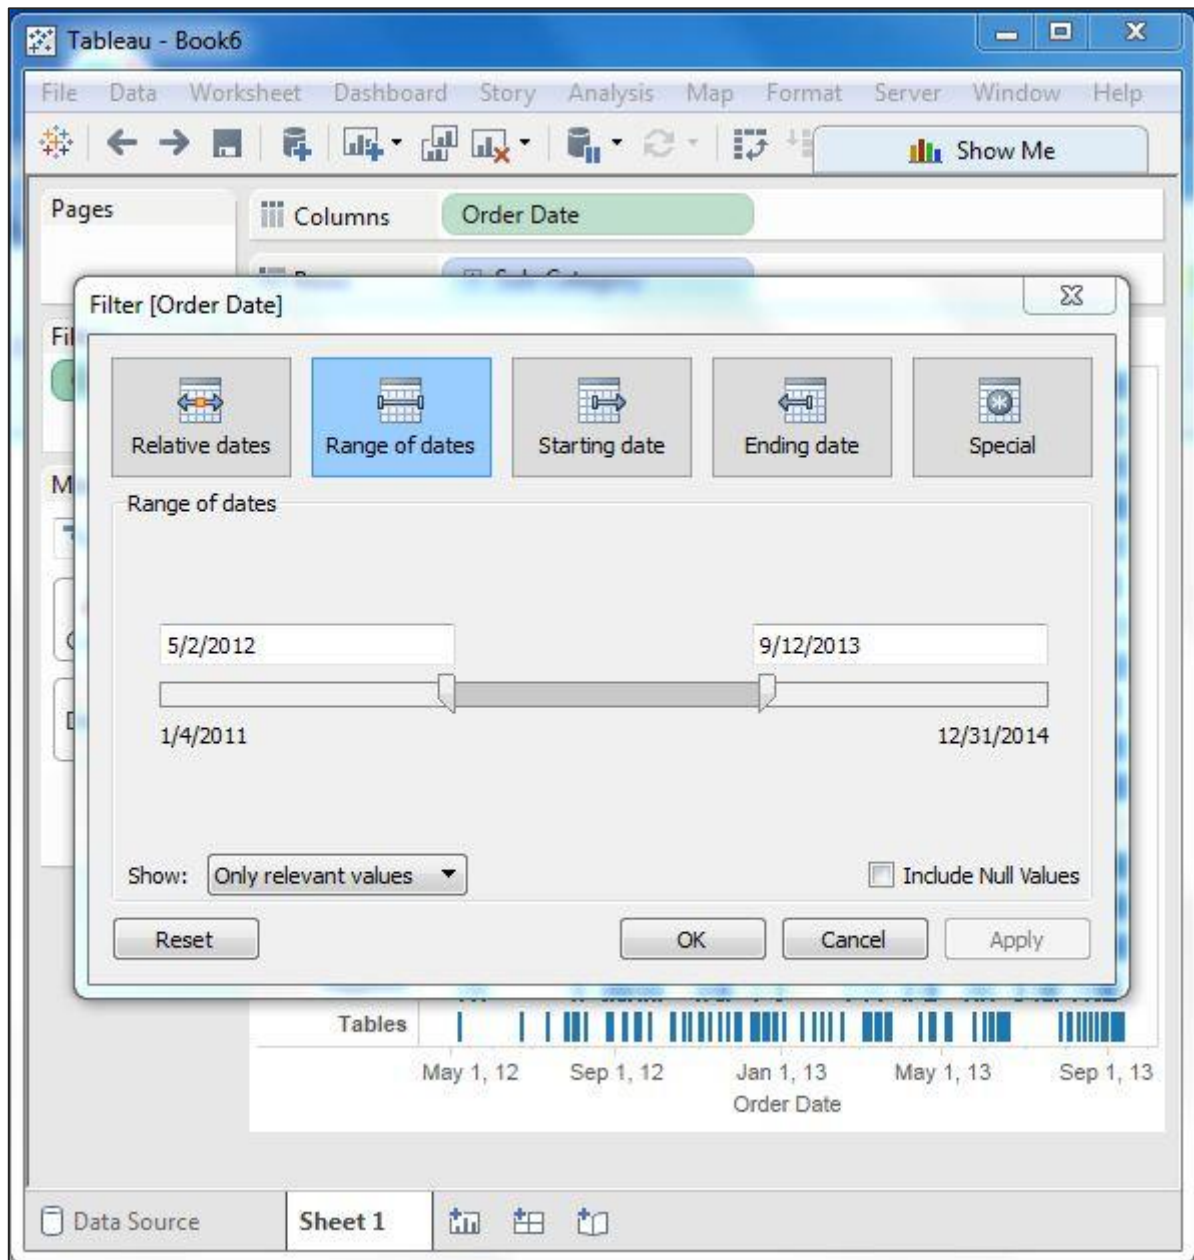 Tableau - Book6
File Data Worksheet Dashboard Story Analysis Map Format Server Window Help
Show Me
Pages
Columns Order Date
Filter [Order Date]
Fil
Relative dates Range of dates Starting date Ending date Special
M
Range of dates
5/2/2012 9/12/2013
1/4/2011 12/31/2014
Show: Only relevant values Include Null Values
Reset OK Cancel Apply
Tables
May 1, 12 Sep 1, 12 Jan 1, 13 May 1, 13 Sep 1, 13
Order Date
Data Source Sheet 1